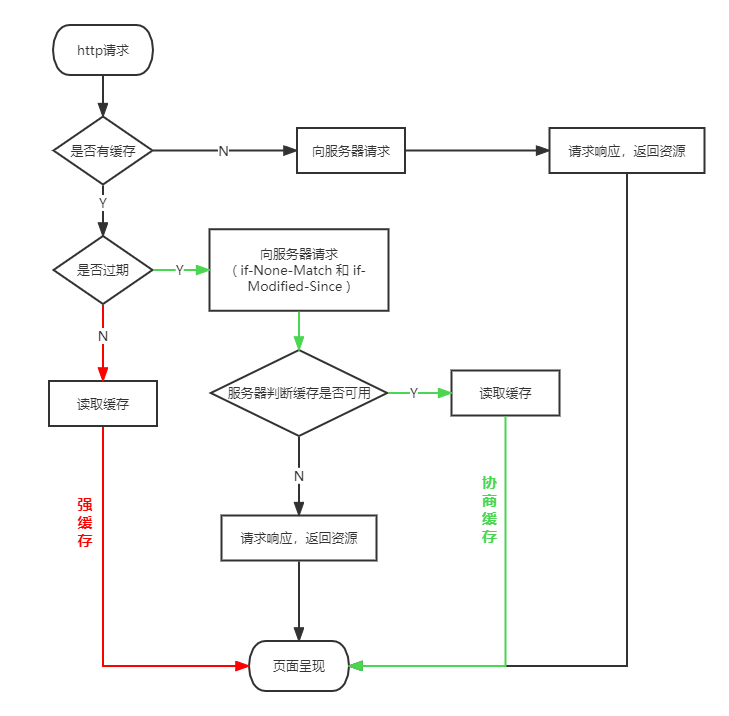 http请求
是否有缓存
N
向服务器请求
请求响应，返回资源
Y
是否过期
Y
向服务器请求
（if-None-Match 和 if-
Modified-Since）
N
读取缓存
服务器判断缓存是否可用
Y
读取缓存
N
强
缓
存
协
商
缓
存
请求响应，返回资源
页面呈现